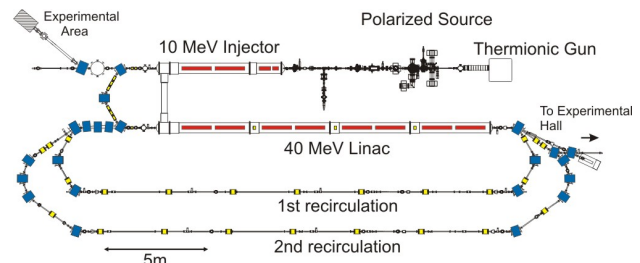 Experimental
Area
Polarized Source
10 MeV Injector
Thermionic Gun
To Experimental
Hall
40 MeV Linac
1st recirculation
2nd recirculation
5m